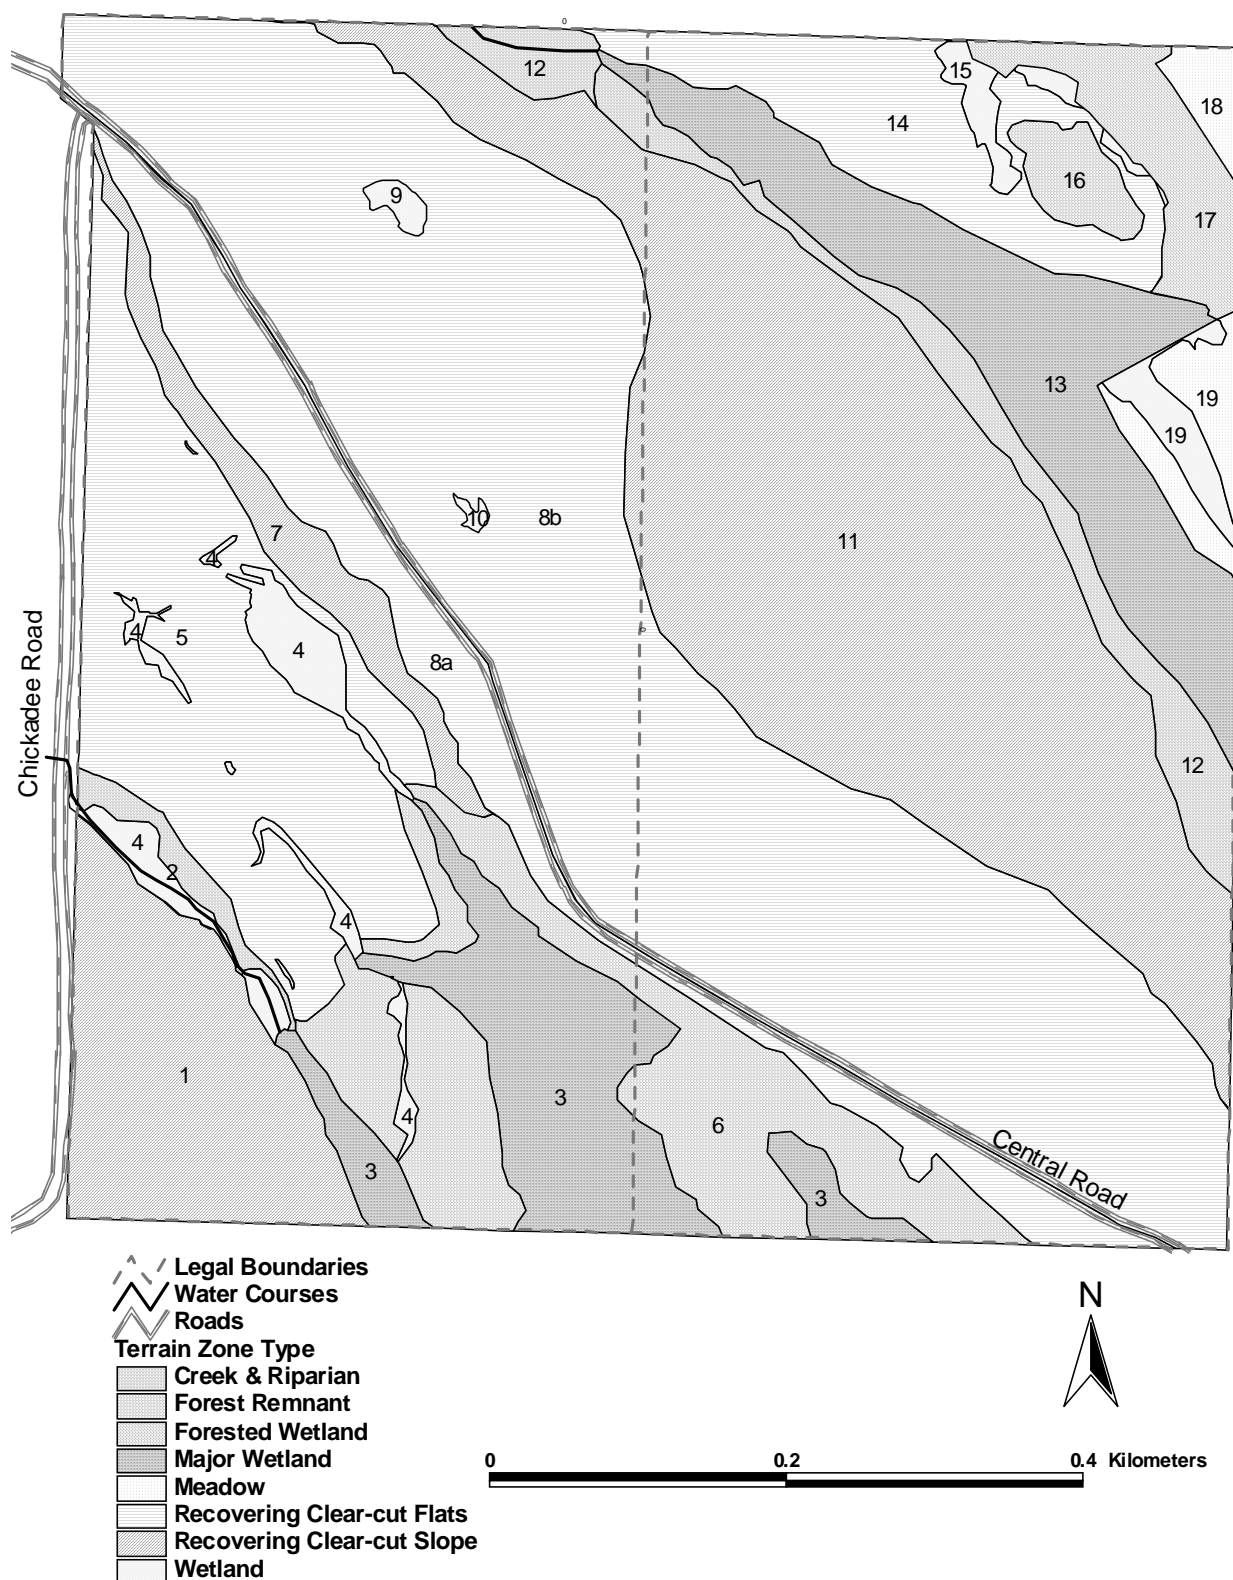 0
12
15
18
14
16
9
17
13
19
19
10
8b
7
11
4
4
5
4
8a
12
4
2
4
1
3
4
6
3
3
Chickadee Road
Central Road
Legal Boundaries
Water Courses
Roads
Terrain Zone Type
Creek & Riparian
Forest Remnant
Forested Wetland
Major Wetland
Meadow
Recovering Clear-cut Flats
Recovering Clear-cut Slope
Wetland
N
0 0.2 0.4 Kilometers